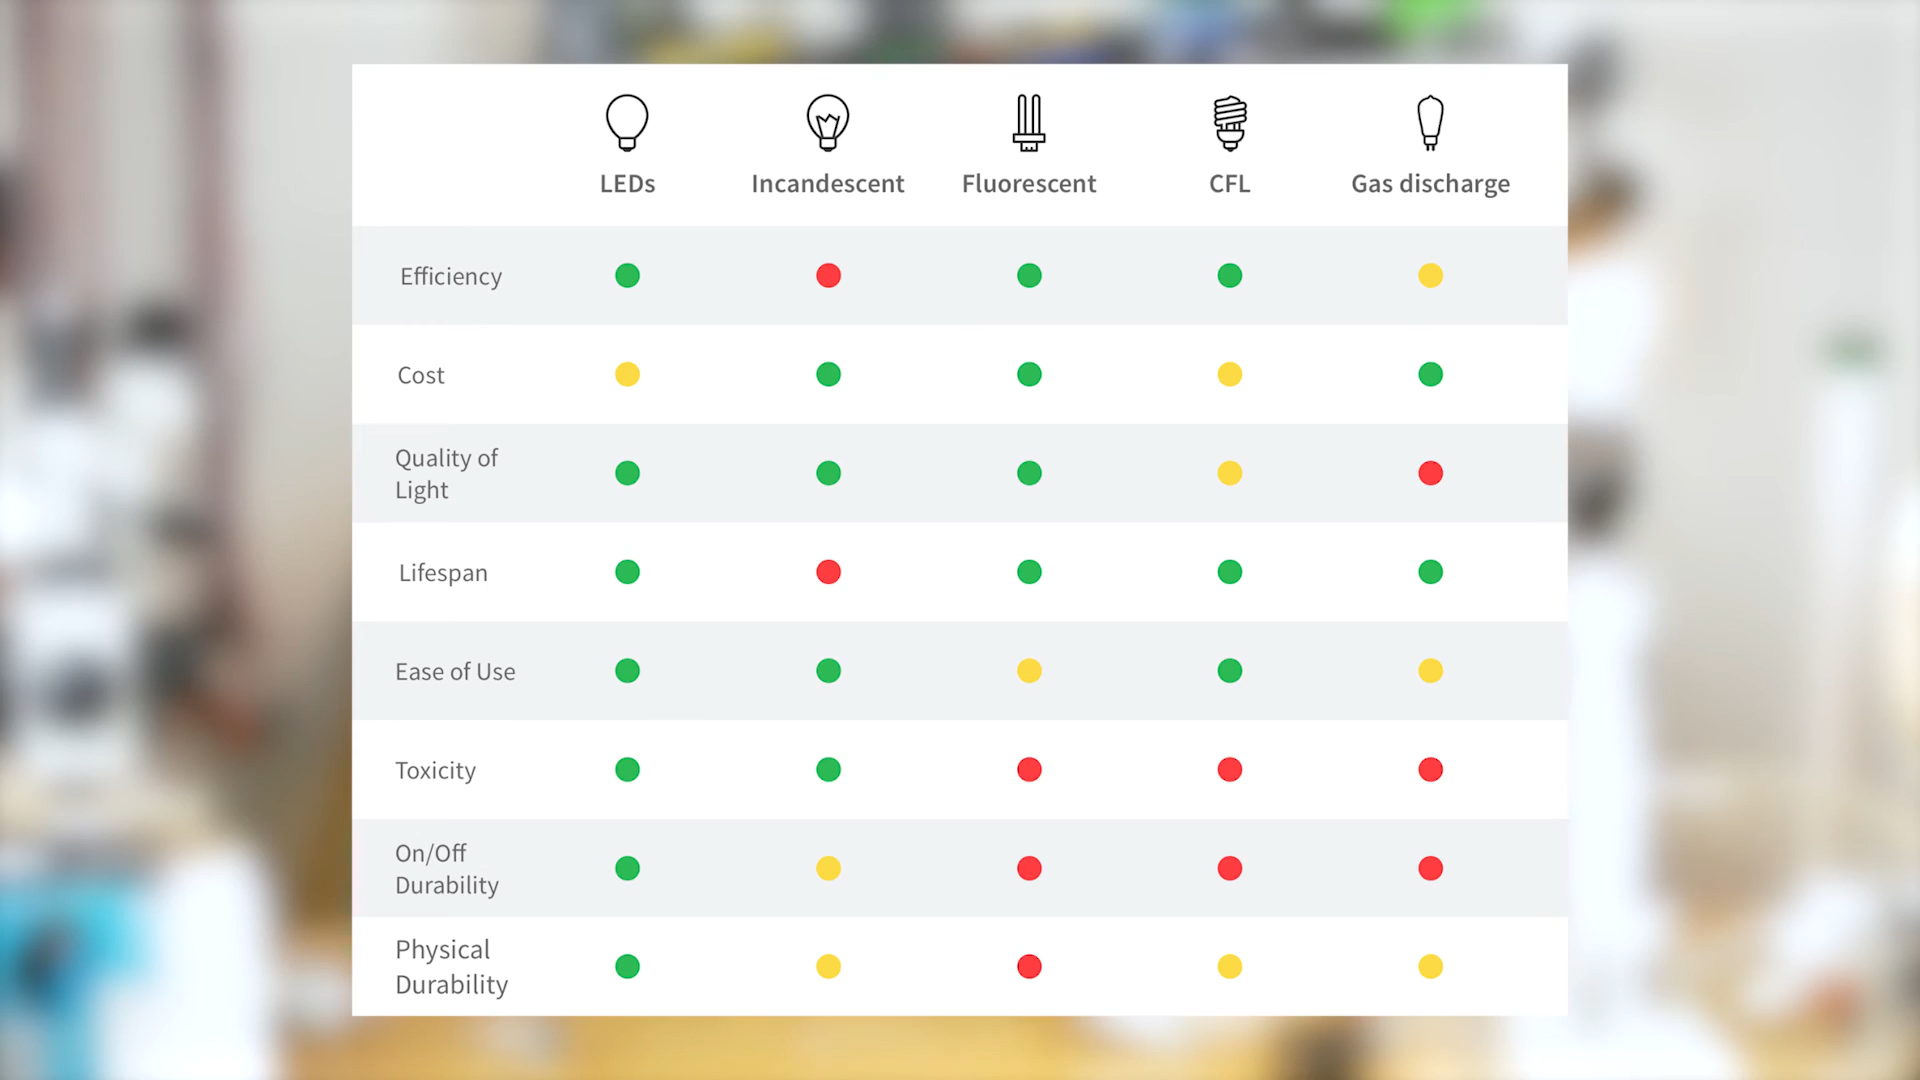 LEDs
Incandescent
Fluorescent
CFL
Gas discharge
Efficiency
Cost
Quality of
Light
Lifespan
Ease of Use
Toxicity
On/Off
Durability
Physical
Durability